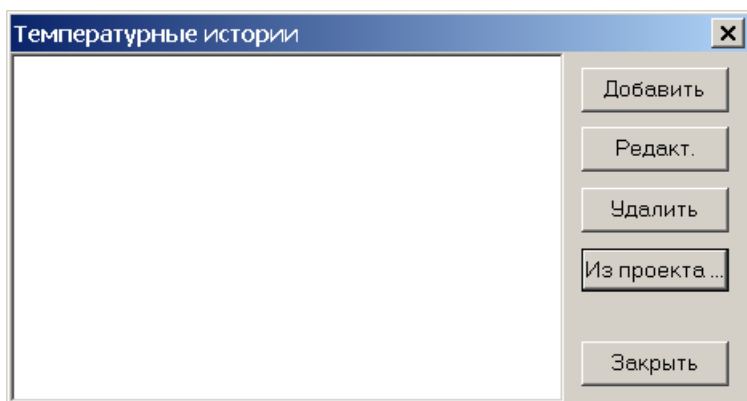 Температурные истории
Добавить
Редакт.
Удалить
Из проекта ...
Закрыть